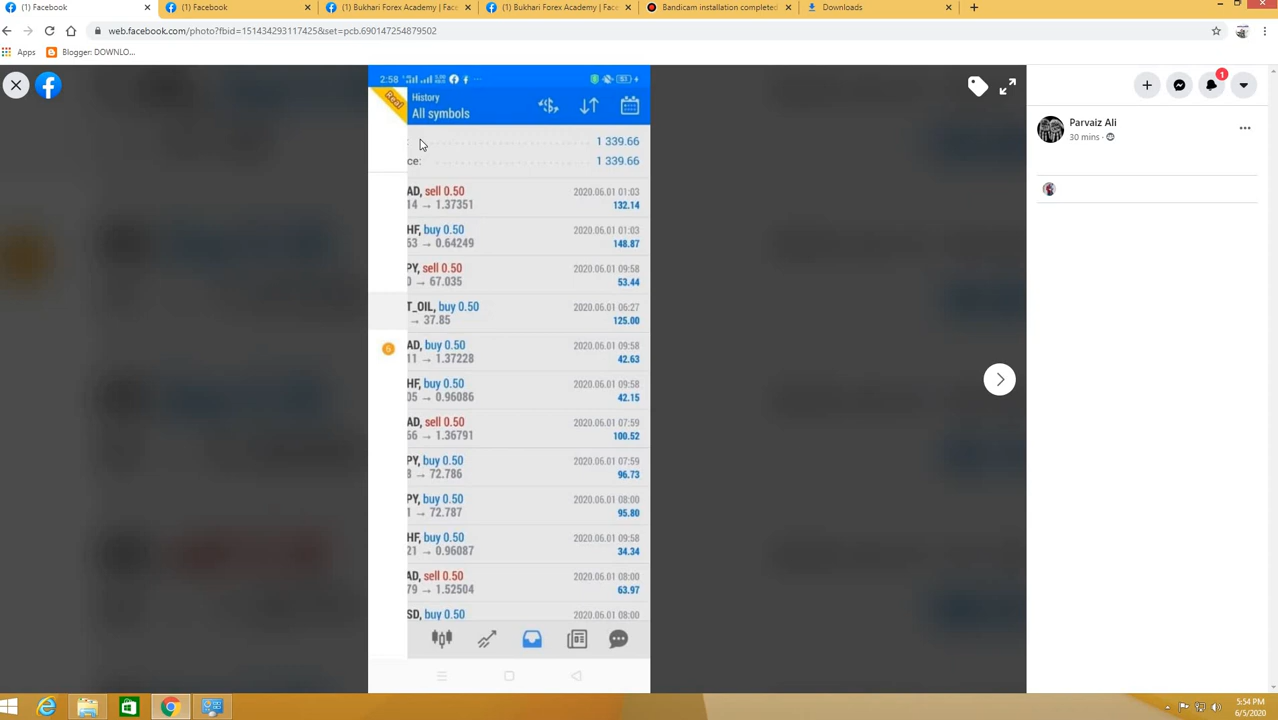 (1) Facebook
(1) Facebook
(1) Bukhari Forex Academy | Face
(1) Bukhari Forex Academy | Face
Bandicam installation completed
Downloads
web.facebook.com/photo?fbid=1514342931174258&set=pcb.690147254879502
Apps
Blogger: DOWNLO...
2:58
51
Real
History
All symbols
1 339.66
ce:
1 339.66
AD, sell 0.50
2020.06.01 01:03
14 → 1.37351
132.14
HF, buy 0.50
2020.06.01 01:03
53 → 0.64249
148.87
PY, sell 0.50
2020.06.01 09:58
0 → 67.035
53.44
T_OIL, buy 0.50
2020.06.01 06:27
→ 37.85
125.00
6
AD, buy 0.50
2020.06.01 09:58
11 → 1.37228
42.63
HF, buy 0.50
2020.06.01 09:58
05 → 0.96086
42.15
AD, sell 0.50
2020.06.01 07:59
66 → 1.36791
100.52
PY, buy 0.50
2020.06.01 07:59
8 → 72.786
96.73
PY, buy 0.50
2020.06.01 08:00
1 → 72.787
95.80
HF, buy 0.50
2020.06.01 09:58
21 → 0.96087
34.34
AD, sell 0.50
2020.06.01 08:00
79 → 1.52504
63.97
SD, buy 0.50
2020.06.01 08:00
1
Parvaiz Ali
30 mins ·
5:54 PM
6/5/2020